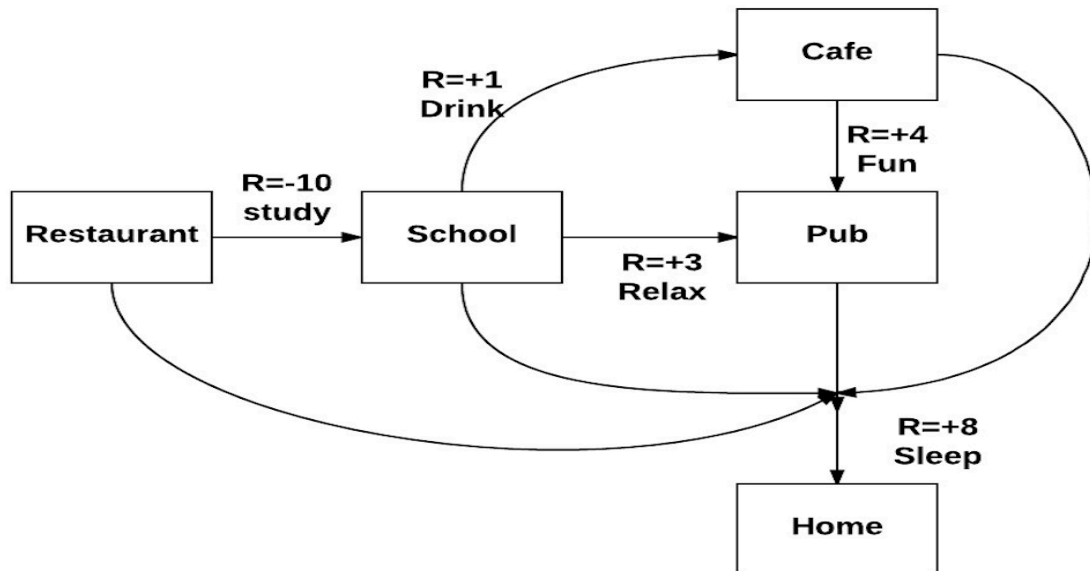 Cafe
R=+1
Drink
R=+4
Fun
R=-10
study
Restaurant
School
Pub
R=+3
Relax
R=+8
Sleep
Home